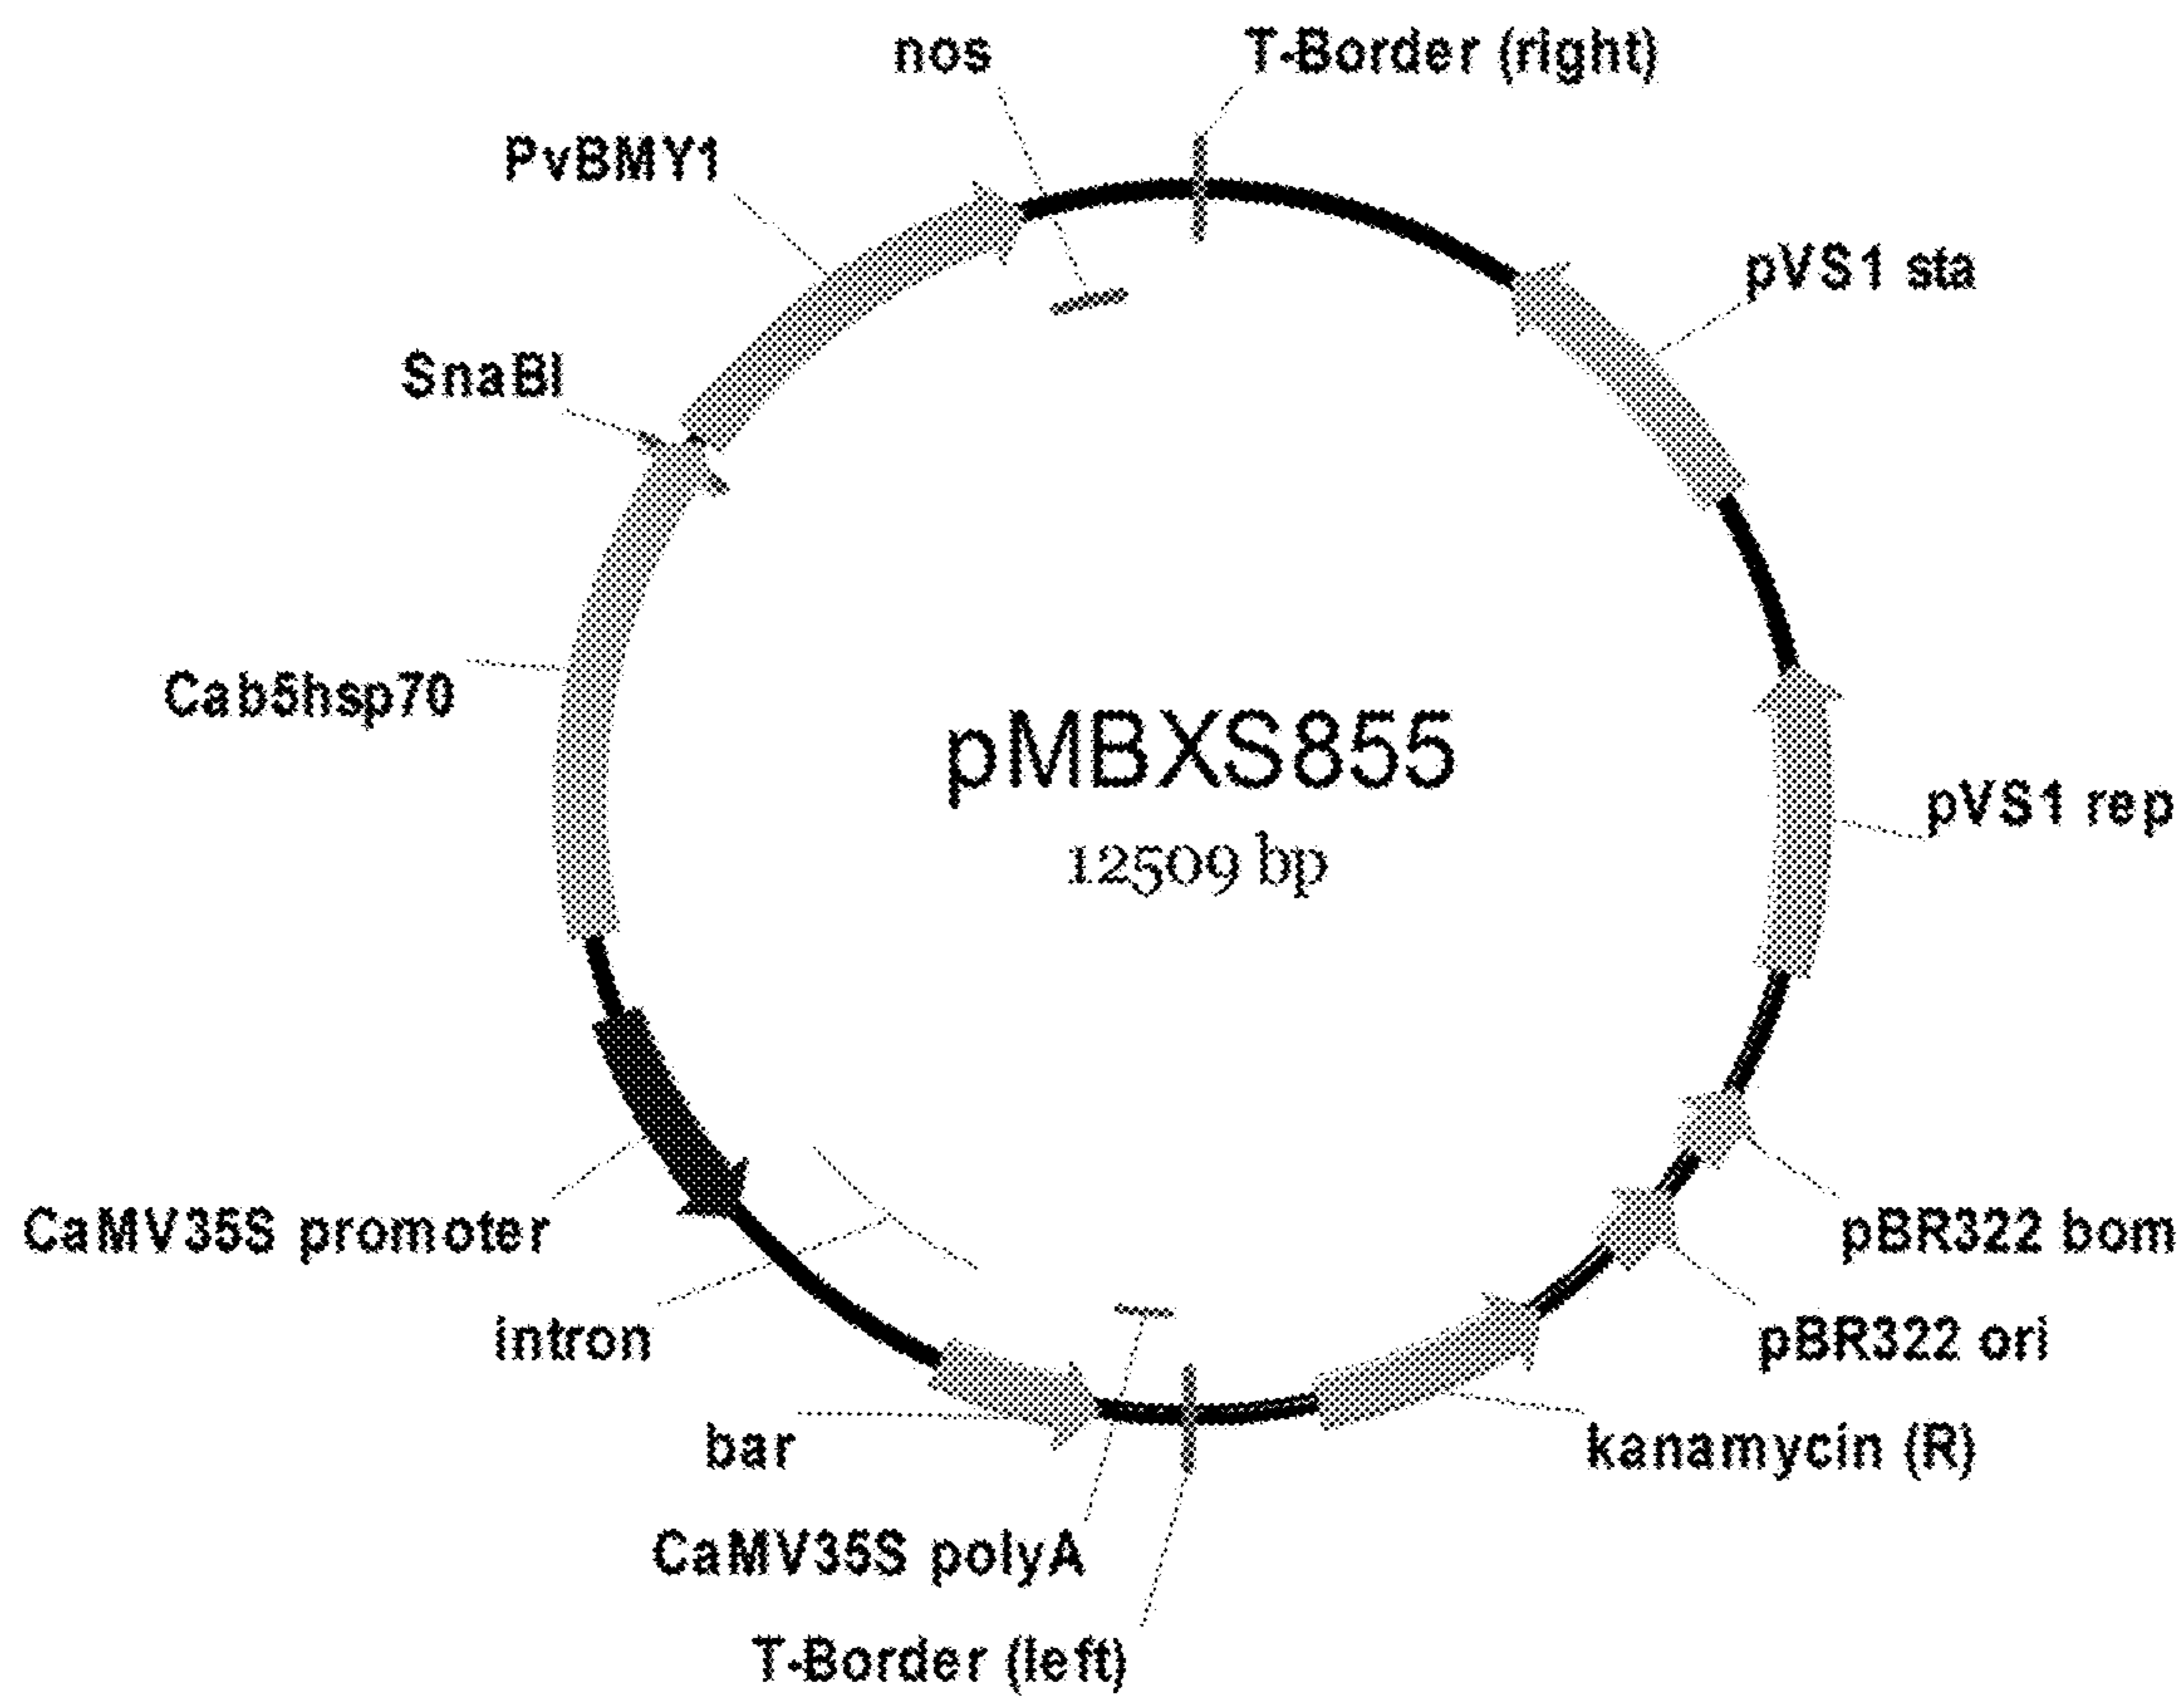 nos
T-Border (right)
PvBMY1
pVS1 sta
SnaBI
Cab5hsp70
pMBXS855
12509 bp
pVS1 rep
CaMV35S promoter
pBR322 bom
intron
pBR322 ori
bar
kanamycin (R)
CaMV35S polyA
T-Border (left)